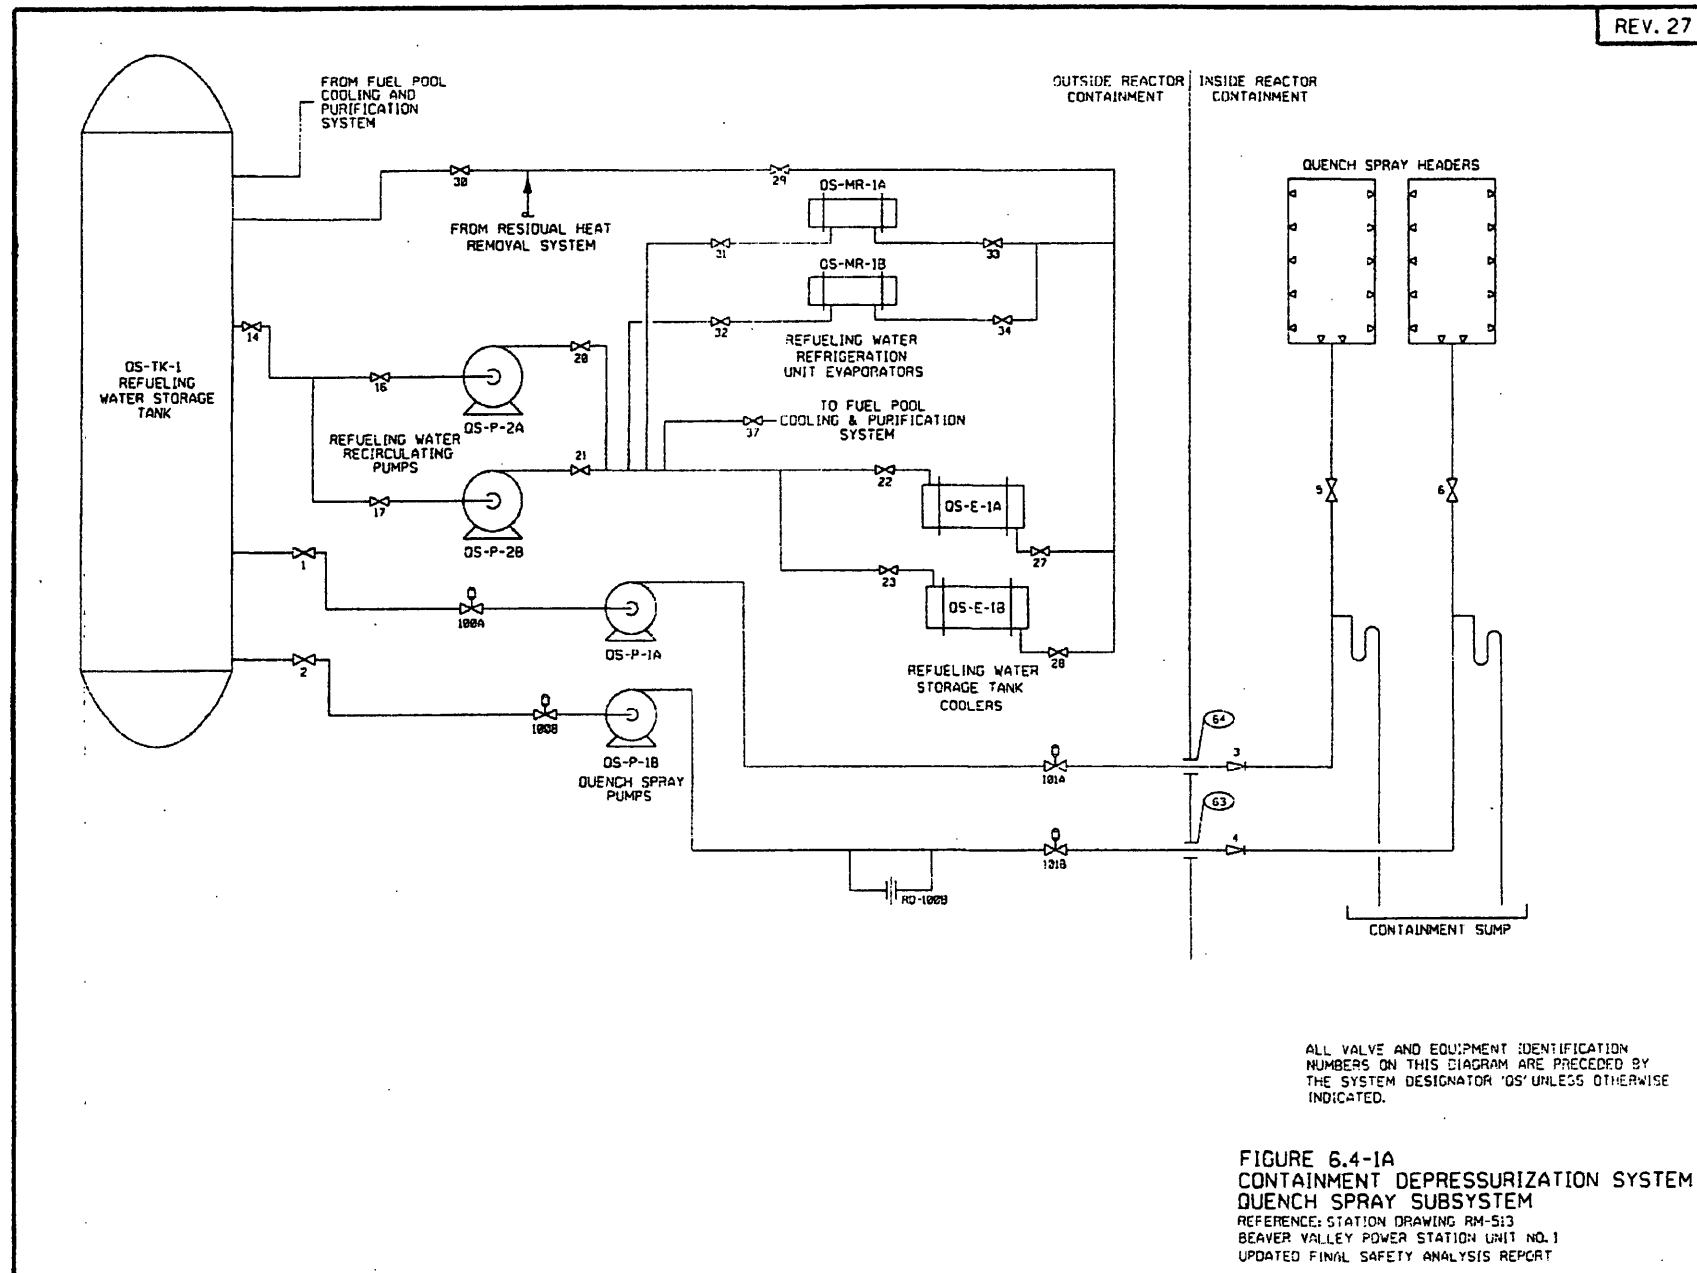 REV. 27
FROM FUEL POOL
COOLING AND
PURIFICATION
SYSTEM
OUTSIDE REACTOR
CONTAINMENT
INSIDE REACTOR
CONTAINMENT
QUENCH SPRAY HEADERS
30
29
FROM RESIDUAL HEAT
REMOVAL SYSTEM
QS-MR-1A
31
33
QS-MR-1B
32
34
REFUELING WATER
REFRIGERATION
UNIT EVAPORATORS
14
QS-TK-1
REFUELING
WATER STORAGE
TANK
16
20
QS-P-2A
REFUELING WATER
RECIRCULATING
PUMPS
17
21
QS-P-2B
TO FUEL POOL
COOLING & PURIFICATION
SYSTEM
37
22
QS-E-1A
27
23
QS-E-1B
28
REFUELING WATER
STORAGE TANK
COOLERS
5
6
1
100A
QS-P-1A
2
100B
QS-P-1B
QUENCH SPRAY
PUMPS
64
101A
3
63
101B
4
RO-100B
CONTAINMENT SUMP
ALL VALVE AND EQUIPMENT IDENTIFICATION
NUMBERS ON THIS DIAGRAM ARE PRECEDED BY
THE SYSTEM DESIGNATOR 'QS' UNLESS OTHERWISE
INDICATED.
FIGURE 6.4-1A
CONTAINMENT DEPRESSURIZATION SYSTEM
QUENCH SPRAY SUBSYSTEM
REFERENCE: STATION DRAWING RM-513
BEAVER VALLEY POWER STATION UNIT NO. 1
UPDATED FINAL SAFETY ANALYSIS REPORT